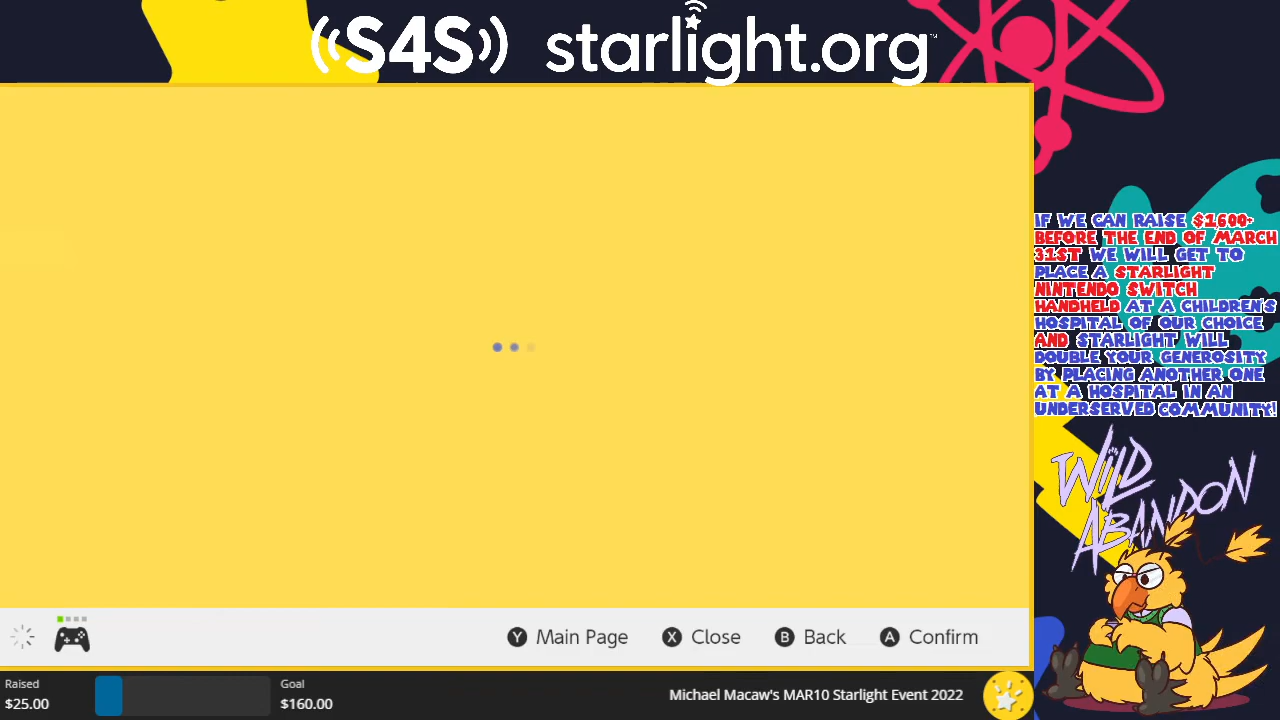 ((S4S)) starlight.org™
IF WE CAN RAISE $1600+
BEFORE THE END OF MARCH
31ST WE WILL GET TO
PLACE A STARLIGHT
NINTENDO SWITCH
HANDHELD AT A CHILDREN'S
HOSPITAL OF OUR CHOICE
AND STARLIGHT WILL
DOUBLE YOUR GENEROSITY
BY PLACING ANOTHER ONE
AT A HOSPITAL IN AN
UNDERSERVED COMMUNITY!
WILD
ABANDON
Y Main Page X Close B Back A Confirm
Raised
$25.00
Goal
$160.00
Michael Macaw's MAR10 Starlight Event 2022